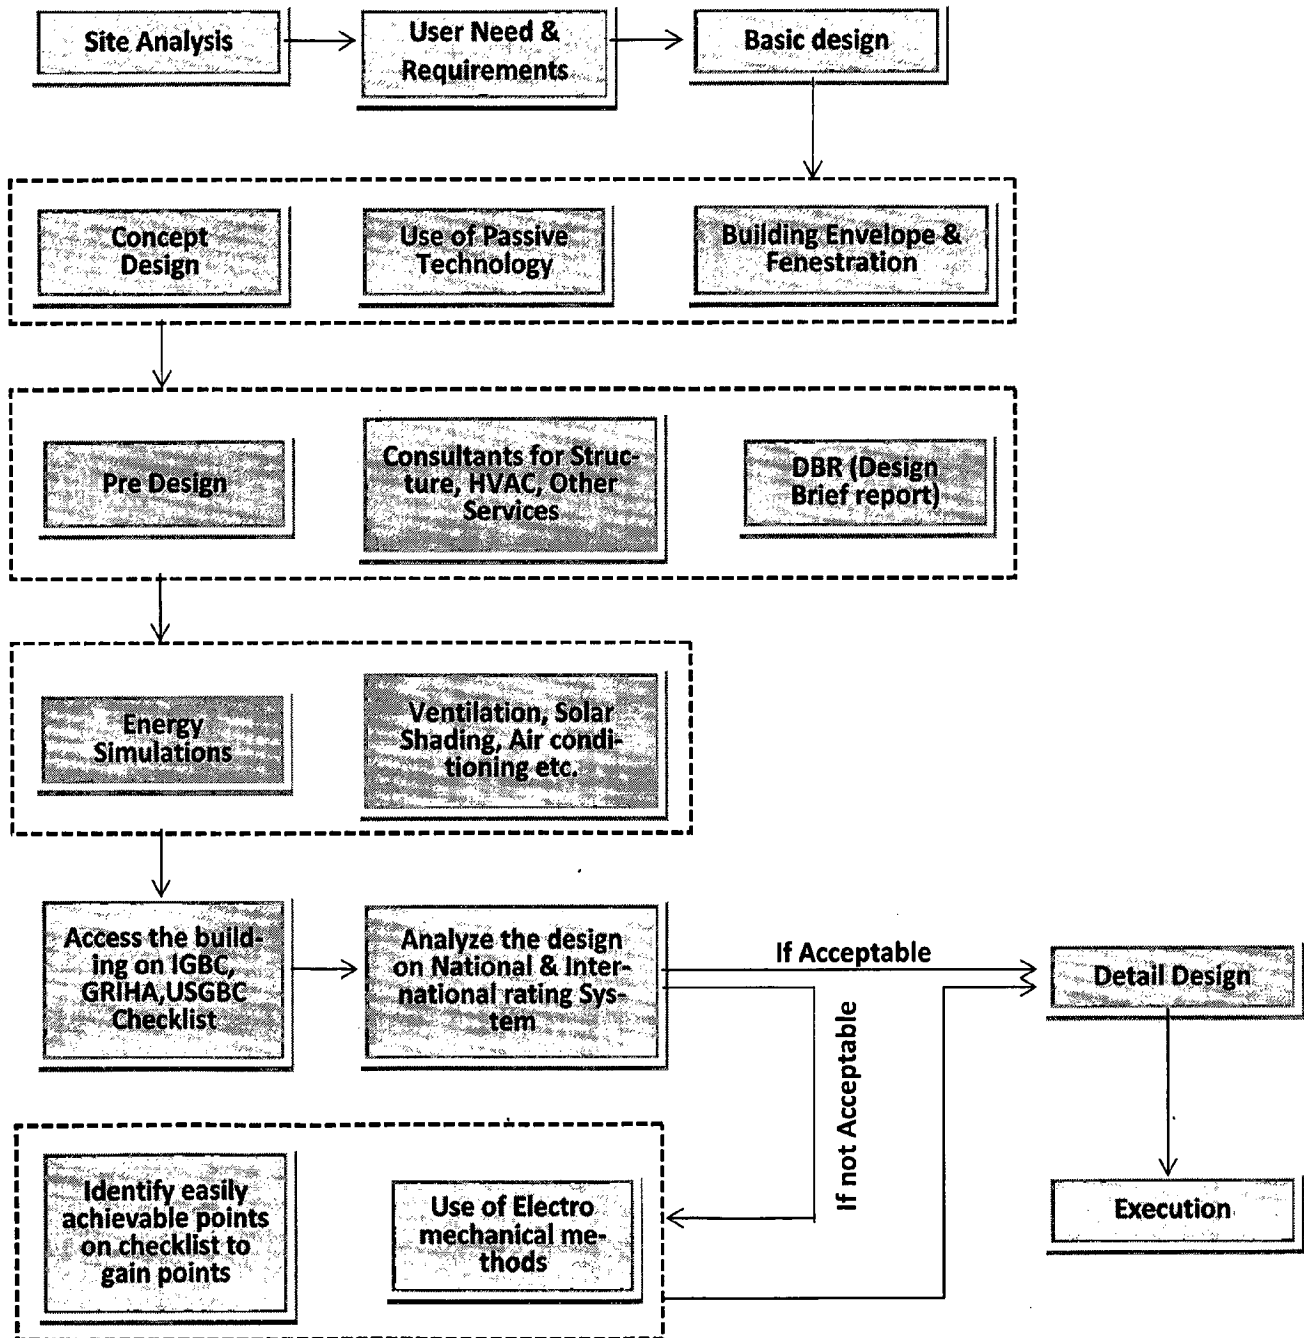 Site Analysis
User Need &
Requirements
Basic design
Concept
Design
Use of Passive
Technology
Building Envelope &
Fenestration
Pre Design
Consultants for Struc-
ture, HVAC, Other
Services
DBR (Design
Brief report)
Energy
Simulations
Ventilation, Solar
Shading, Air condi-
tioning etc.
Access the build-
ing on IGBC,
GRIHA,USGBC
Checklist
Analyze the design
on National & Inter-
national rating Sys-
tem
If Acceptable
If not Acceptable
Detail Design
Identify easily
achievable points
on checklist to
gain points
Use of Electro
mechanical me-
thods
Execution